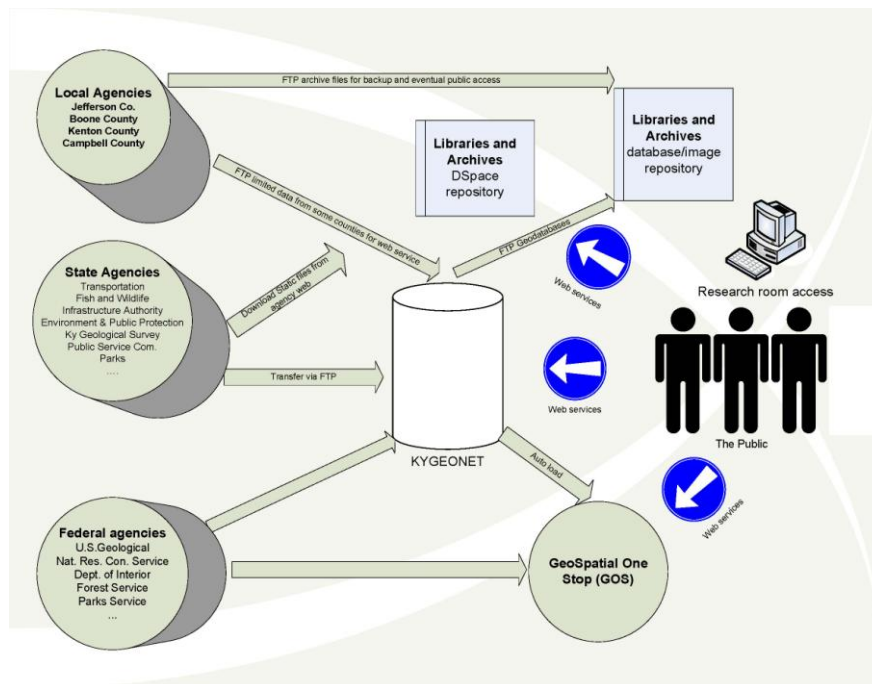 FTP archive files for backup and eventual public access
Local Agencies
Jefferson Co.
Boone County
Kenton County
Campbell County
Libraries and
Archives
DSpace
repository
Libraries and
Archives
database/image
repository
FTP limited data from some counties for web service
FTP Geodatabases
Web services
Research room access
State Agencies
Transportation
Fish and Wildlife
Infrastructure Authority
Environment & Public Protection
Ky Geological Survey
Public Service Com.
Parks
....
Download Static files from
agency web
Transfer via FTP
Web services
The Public
KYGEONET
Auto load
Web services
Federal agencies
U.S.Geological
Nat. Res. Con. Service
Dept. of Interior
Forest Service
Parks Service
...
GeoSpatial One
Stop (GOS)